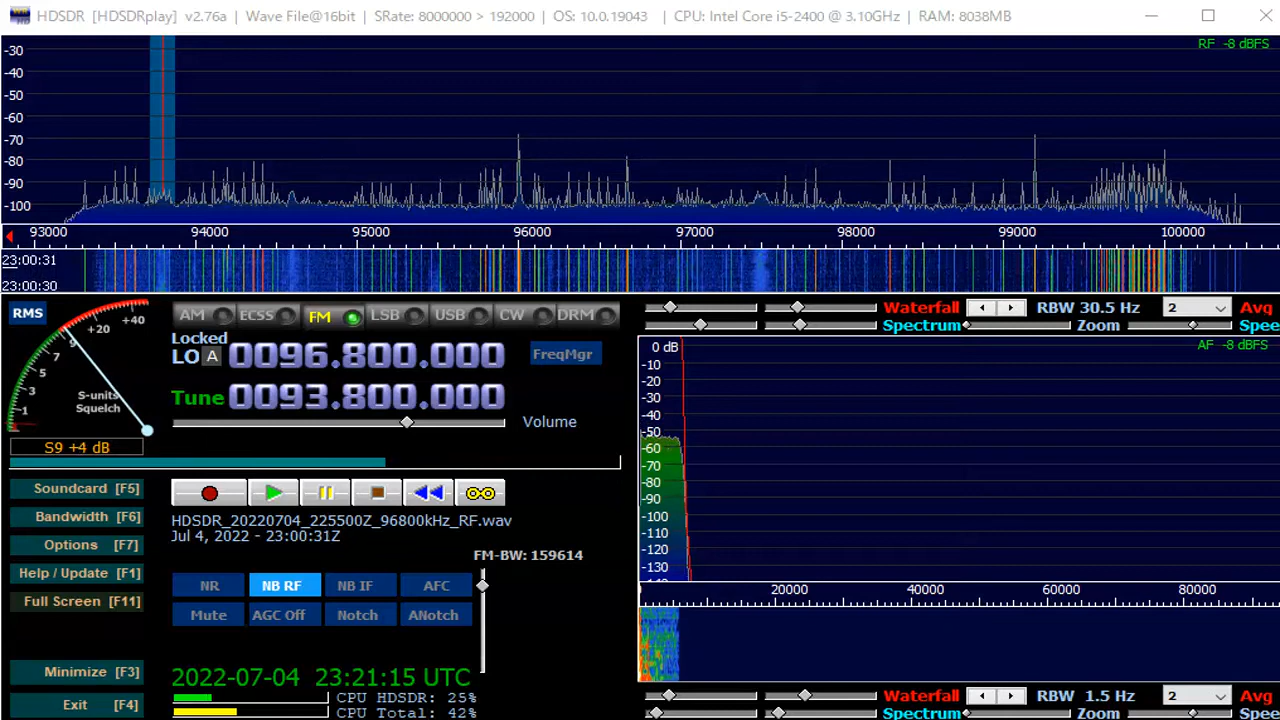 HDSDR [HDSDRplay] v2.76a | Wave File@16bit | SRate: 8000000 > 192000 | OS: 10.0.19043 | CPU: Intel Core i5-2400 @ 3.10GHz | RAM: 8038MB
RF -8 dBFS
-30
-40
-50
-60
-70
-80
-90
-100
93000 94000 95000 96000 97000 98000 99000 100000
23:00:31
23:00:30
RMS
+20 +40
1 3 5 7 9
S-units
Squelch
S9 +4 dB
AM ECSS FM LSB USB CW DRM
Locked
LO A 0096.800.000 FreqMgr
Tune 0093.800.000
Volume
Waterfall RBW 30.5 Hz 2 Avg
Spectrum Zoom Spee
AF -8 dBFS
0 dB
-10
-20
-30
-40
-50
-60
-70
-80
-90
-100
-110
-120
-130
20000 40000 60000 80000
Soundcard [F5]
Bandwidth [F6]
Options [F7]
Help / Update [F1]
Full Screen [F11]
Minimize [F3]
Exit [F4]
HDSDR_20220704_225500Z_96800kHz_RF.wav
Jul 4, 2022 - 23:00:31Z
FM-BW: 159614
NR NB RF NB IF AFC
Mute AGC Off Notch ANotch
2022-07-04 23:21:15 UTC
CPU HDSDR: 25%
CPU Total: 42%
Waterfall RBW 1.5 Hz 2 Avg
Spectrum Zoom Spee